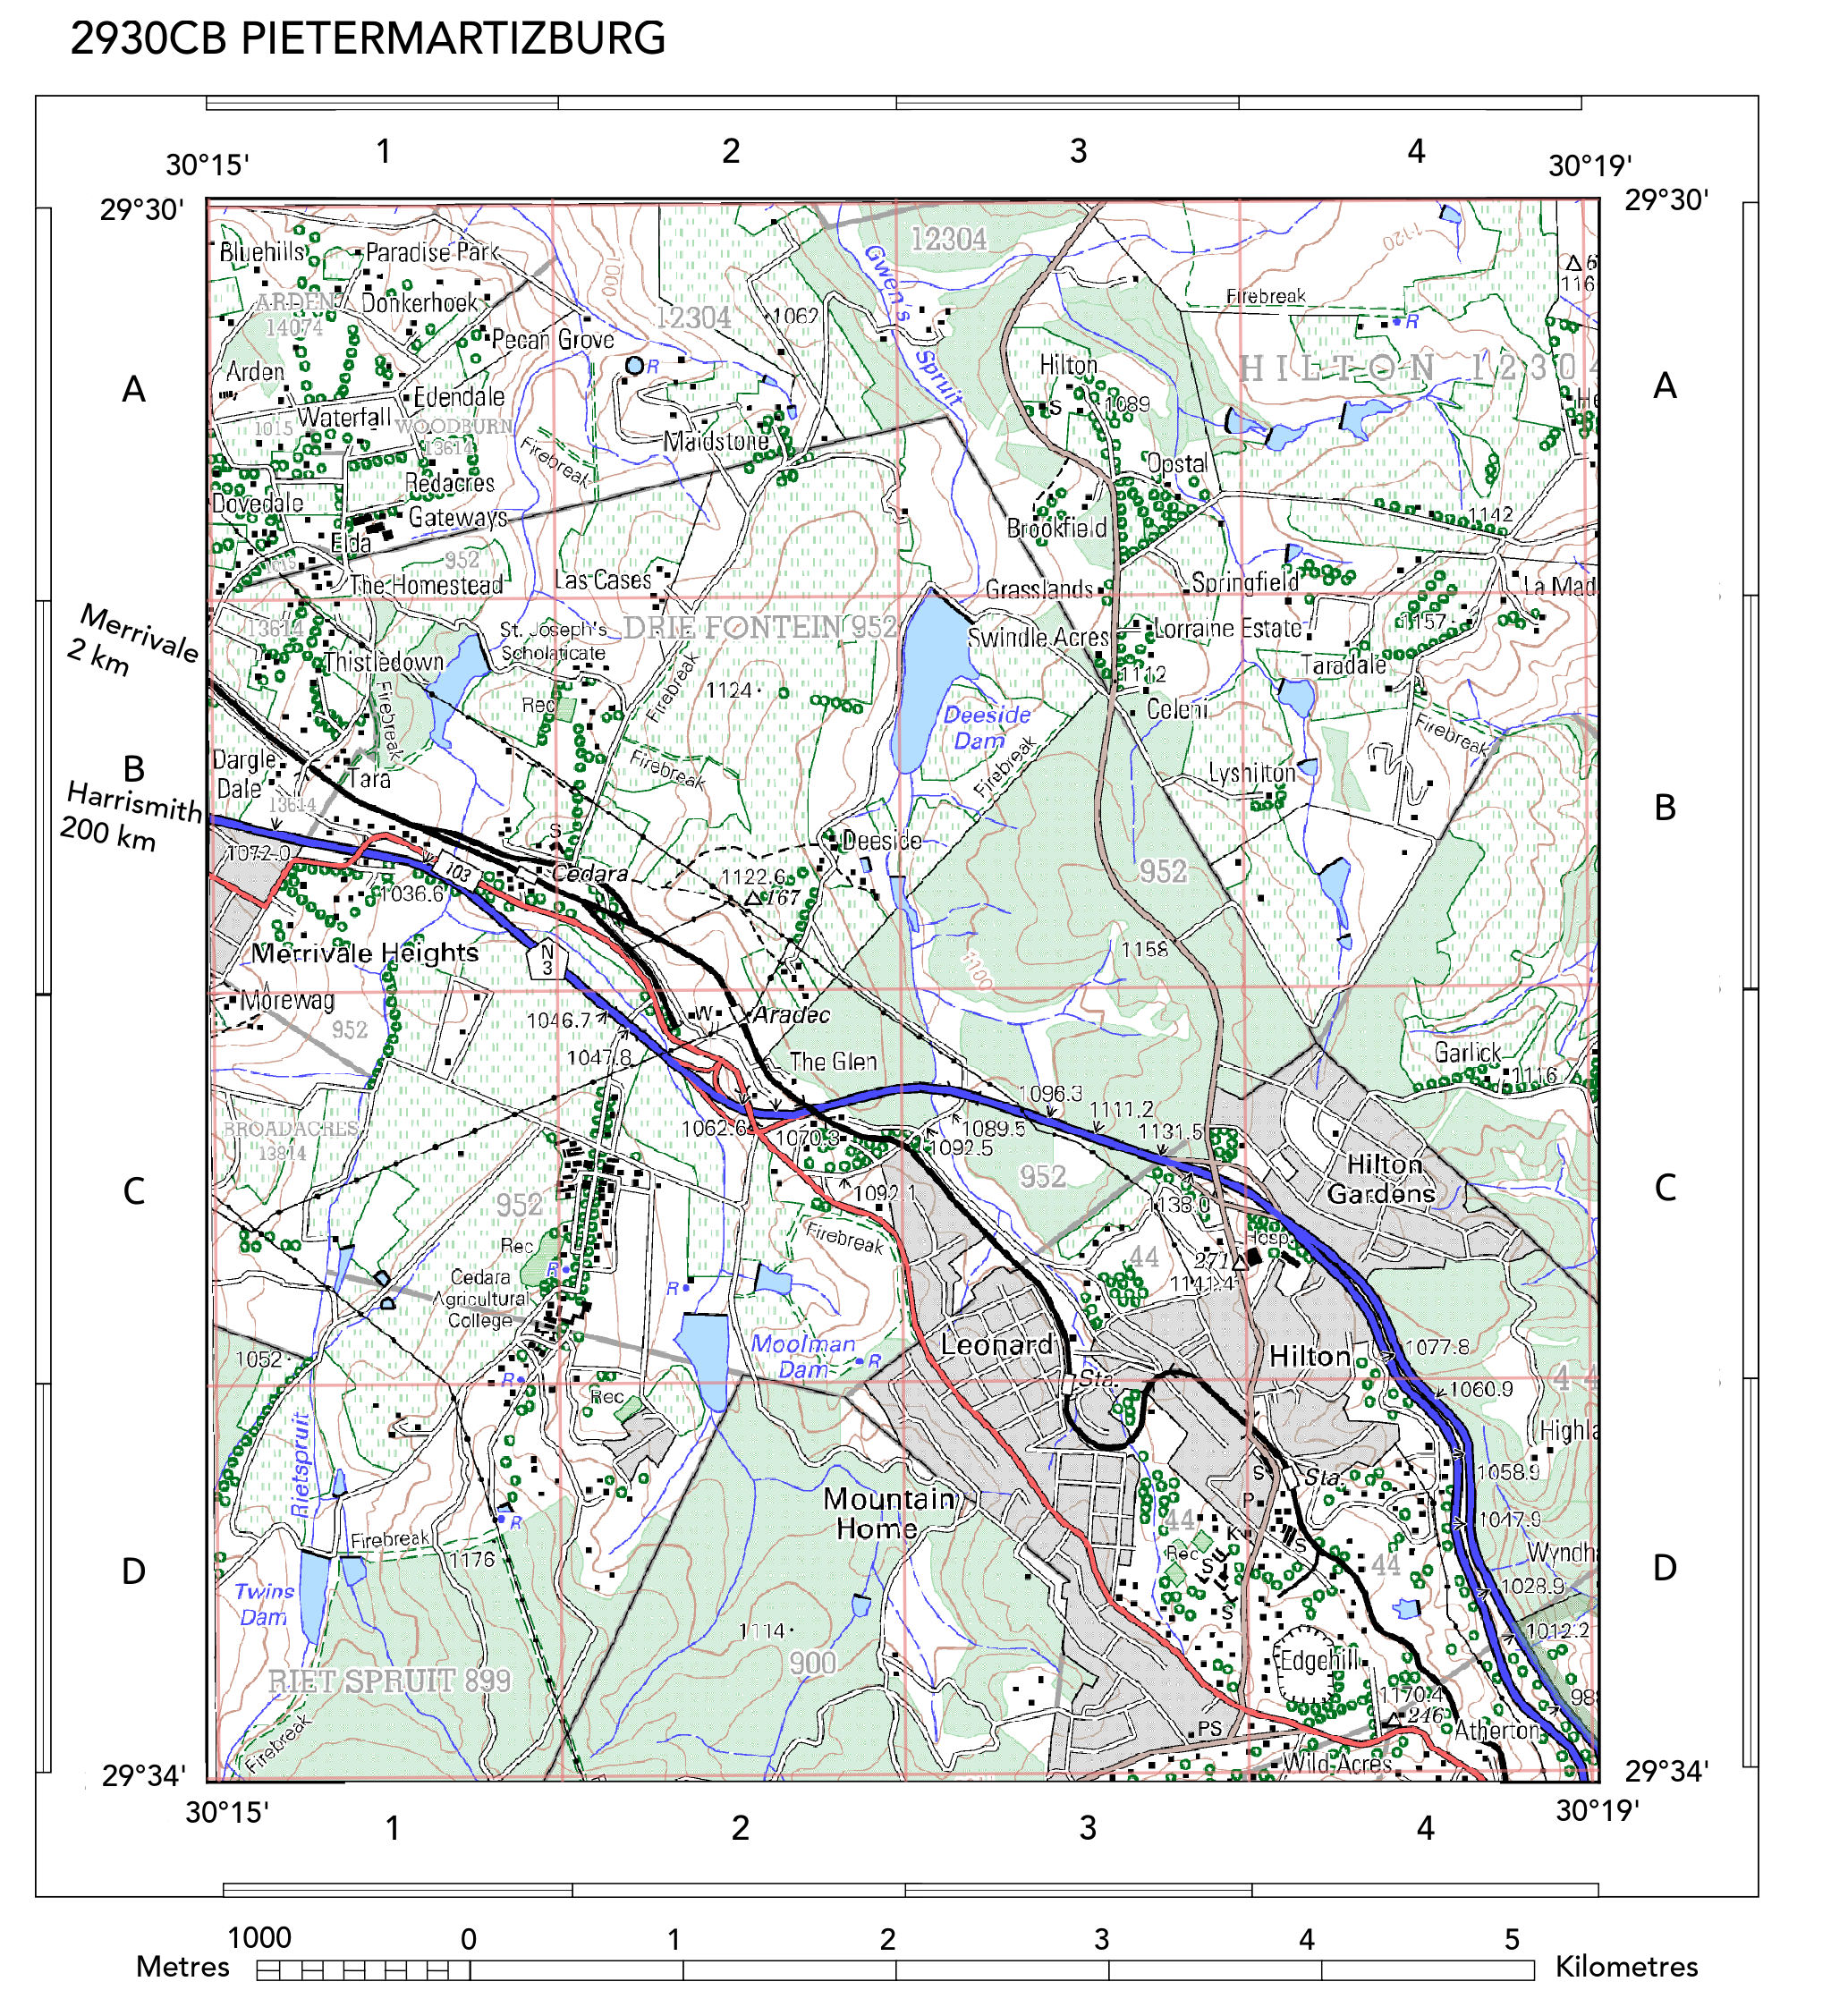 2930CB PIETERMARTIZBURG
1 2 3 4
30°15' 30°19'
29°30' 29°30'
Bluehills Paradise Park 12304 1120
Gwen's Spruit
ARDEN 14074 Donkerhoek 1001 12304 1062 Firebreak
Pecan Grove R
R
Arden Hilton HILTON 12304
A A
Edendale S 1089
Waterfall WOODBURN
1015 13614 Firebreak Maidstone
Redacres Opstal
Dovedale Gateways Brookfield 1142
Elda
1015 952
The Homestead Las Cases Grasslands Springfield La Mad
Merrivale
2 km
13614 St. Joseph's
Scholaticate
DRIE FONTEIN 952 Swindle Acres Lorraine Estate 1157
Thistledown Taradale
Firebreak Rec Firebreak 1124 1112
Deeside
Dam
Celeni
Firebreak
Dargle
Dale
Tara Firebreak Firebreak Lyshilton
B B
Harrismith
200 km
13614
S Deeside
1072.0 103 Cedara 1122.6 167 952
1036.6
Merrivale Heights N
3
1158
1100
Morewag
952 1046.7 W Aradec
1047.8 The Glen Garlick
1116
1096.3
1111.2
BROADACRES
13814
1062.6 1070.3 1089.5 1131.5
1092.5
Hilton
Gardens
C C
952 1092.1 952 138.0
Rec Firebreak 44 271 Hosp.
1141.4
Cedara
Agricultural
College
R R
Moolman
Dam
R
Leonard Hilton 1077.8
1052 R Sta. 44
1060.9
Rec Highla
Rietspruit
Mountain
Home
S Sta. 1058.9
P
44 K 1047.9
Firebreak R
1176 Rec S 44 Wyndh
D D
Twins
Dam
1028.9
S
1114 1012.2
RIET SPRUIT 899 900 Edgehill
1170.4 98
246
Firebreak PS Atherton
Wild Acres
29°34' 29°34'
30°15' 30°19'
1 2 3 4
1000 0 1 2 3 4 5
Metres Kilometres